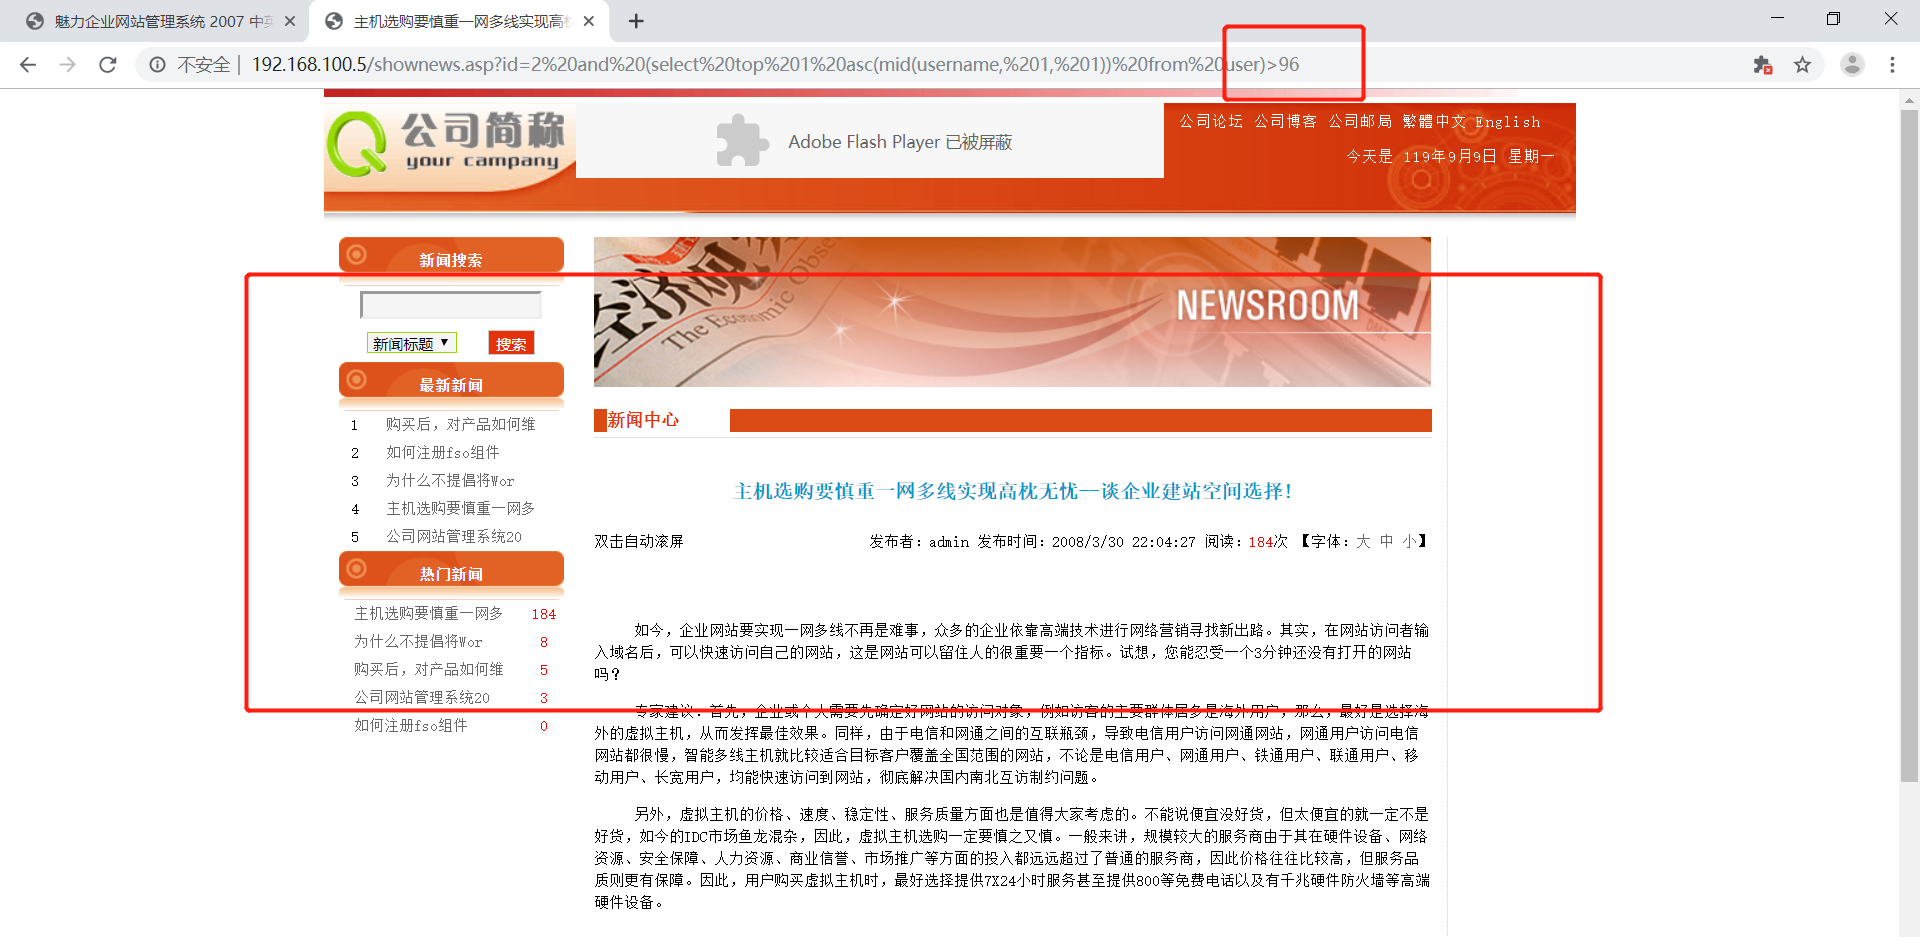 魅力企业网站管理系统 2007 中英
主机选购要慎重一网多线实现高枕
不安全 | 192.168.100.5/shownews.asp?id=2%20and%20(select%20top%201%20asc(mid(username,%201,%201))%20from%20user)>96
公司简称
your campany
Adobe Flash Player 已被屏蔽
公司论坛 公司博客 公司邮局 繁體中文 English
今天是 119年9月9日 星期一
新闻搜索
新闻标题 ▼ 搜索
最新新闻
1 购买后，对产品如何维
2 如何注册fso组件
3 为什么不提倡将Wor
4 主机选购要慎重一网多
5 公司网站管理系统20
热门新闻
主机选购要慎重一网多 184
为什么不提倡将Wor 8
购买后，对产品如何维 5
公司网站管理系统20 3
如何注册fso组件 0
The Economic Obse
NEWSROOM
新闻中心
主机选购要慎重一网多线实现高枕无忧--谈企业建站空间选择!
双击自动滚屏 发布者：admin 发布时间：2008/3/30 22:04:27 阅读：184次 【字体：大 中 小】
如今，企业网站要实现一网多线不再是难事，众多的企业依靠高端技术进行网络营销寻找新出路。其实，在网站访问者输
入域名后，可以快速访问自己的网站，这是网站可以留住人的很重要一个指标。试想，您能忍受一个3分钟还没有打开的网站
吗？
专家建议：首先，企业或个人需要先确定好网站的访问对象，例如访客的主要群体居多是海外用户，那么，最好是选择海
外的虚拟主机，从而发挥最佳效果。同样，由于电信和网通之间的互联瓶颈，导致电信用户访问网通网站，网通用户访问电信
网站都很慢，智能多线主机就比较适合目标客户覆盖全国范围的网站，不论是电信用户、网通用户、铁通用户、联通用户、移
动用户、长宽用户，均能快速访问到网站，彻底解决国内南北互访制约问题。
另外，虚拟主机的价格、速度、稳定性、服务质量方面也是值得大家考虑的。不能说便宜没好货，但太便宜的就一定不是
好货，如今的IDC市场鱼龙混杂，因此，虚拟主机选购一定要慎之又慎。一般来讲，规模较大的服务商由于其在硬件设备、网络
资源、安全保障、人力资源、商业信誉、市场推广等方面的投入都远远超过了普通的服务商，因此价格往往比较高，但服务品
质则更有保障。因此，用户购买虚拟主机时，最好选择提供7X24小时服务甚至提供800等免费电话以及有千兆硬件防火墙等高端
硬件设备。